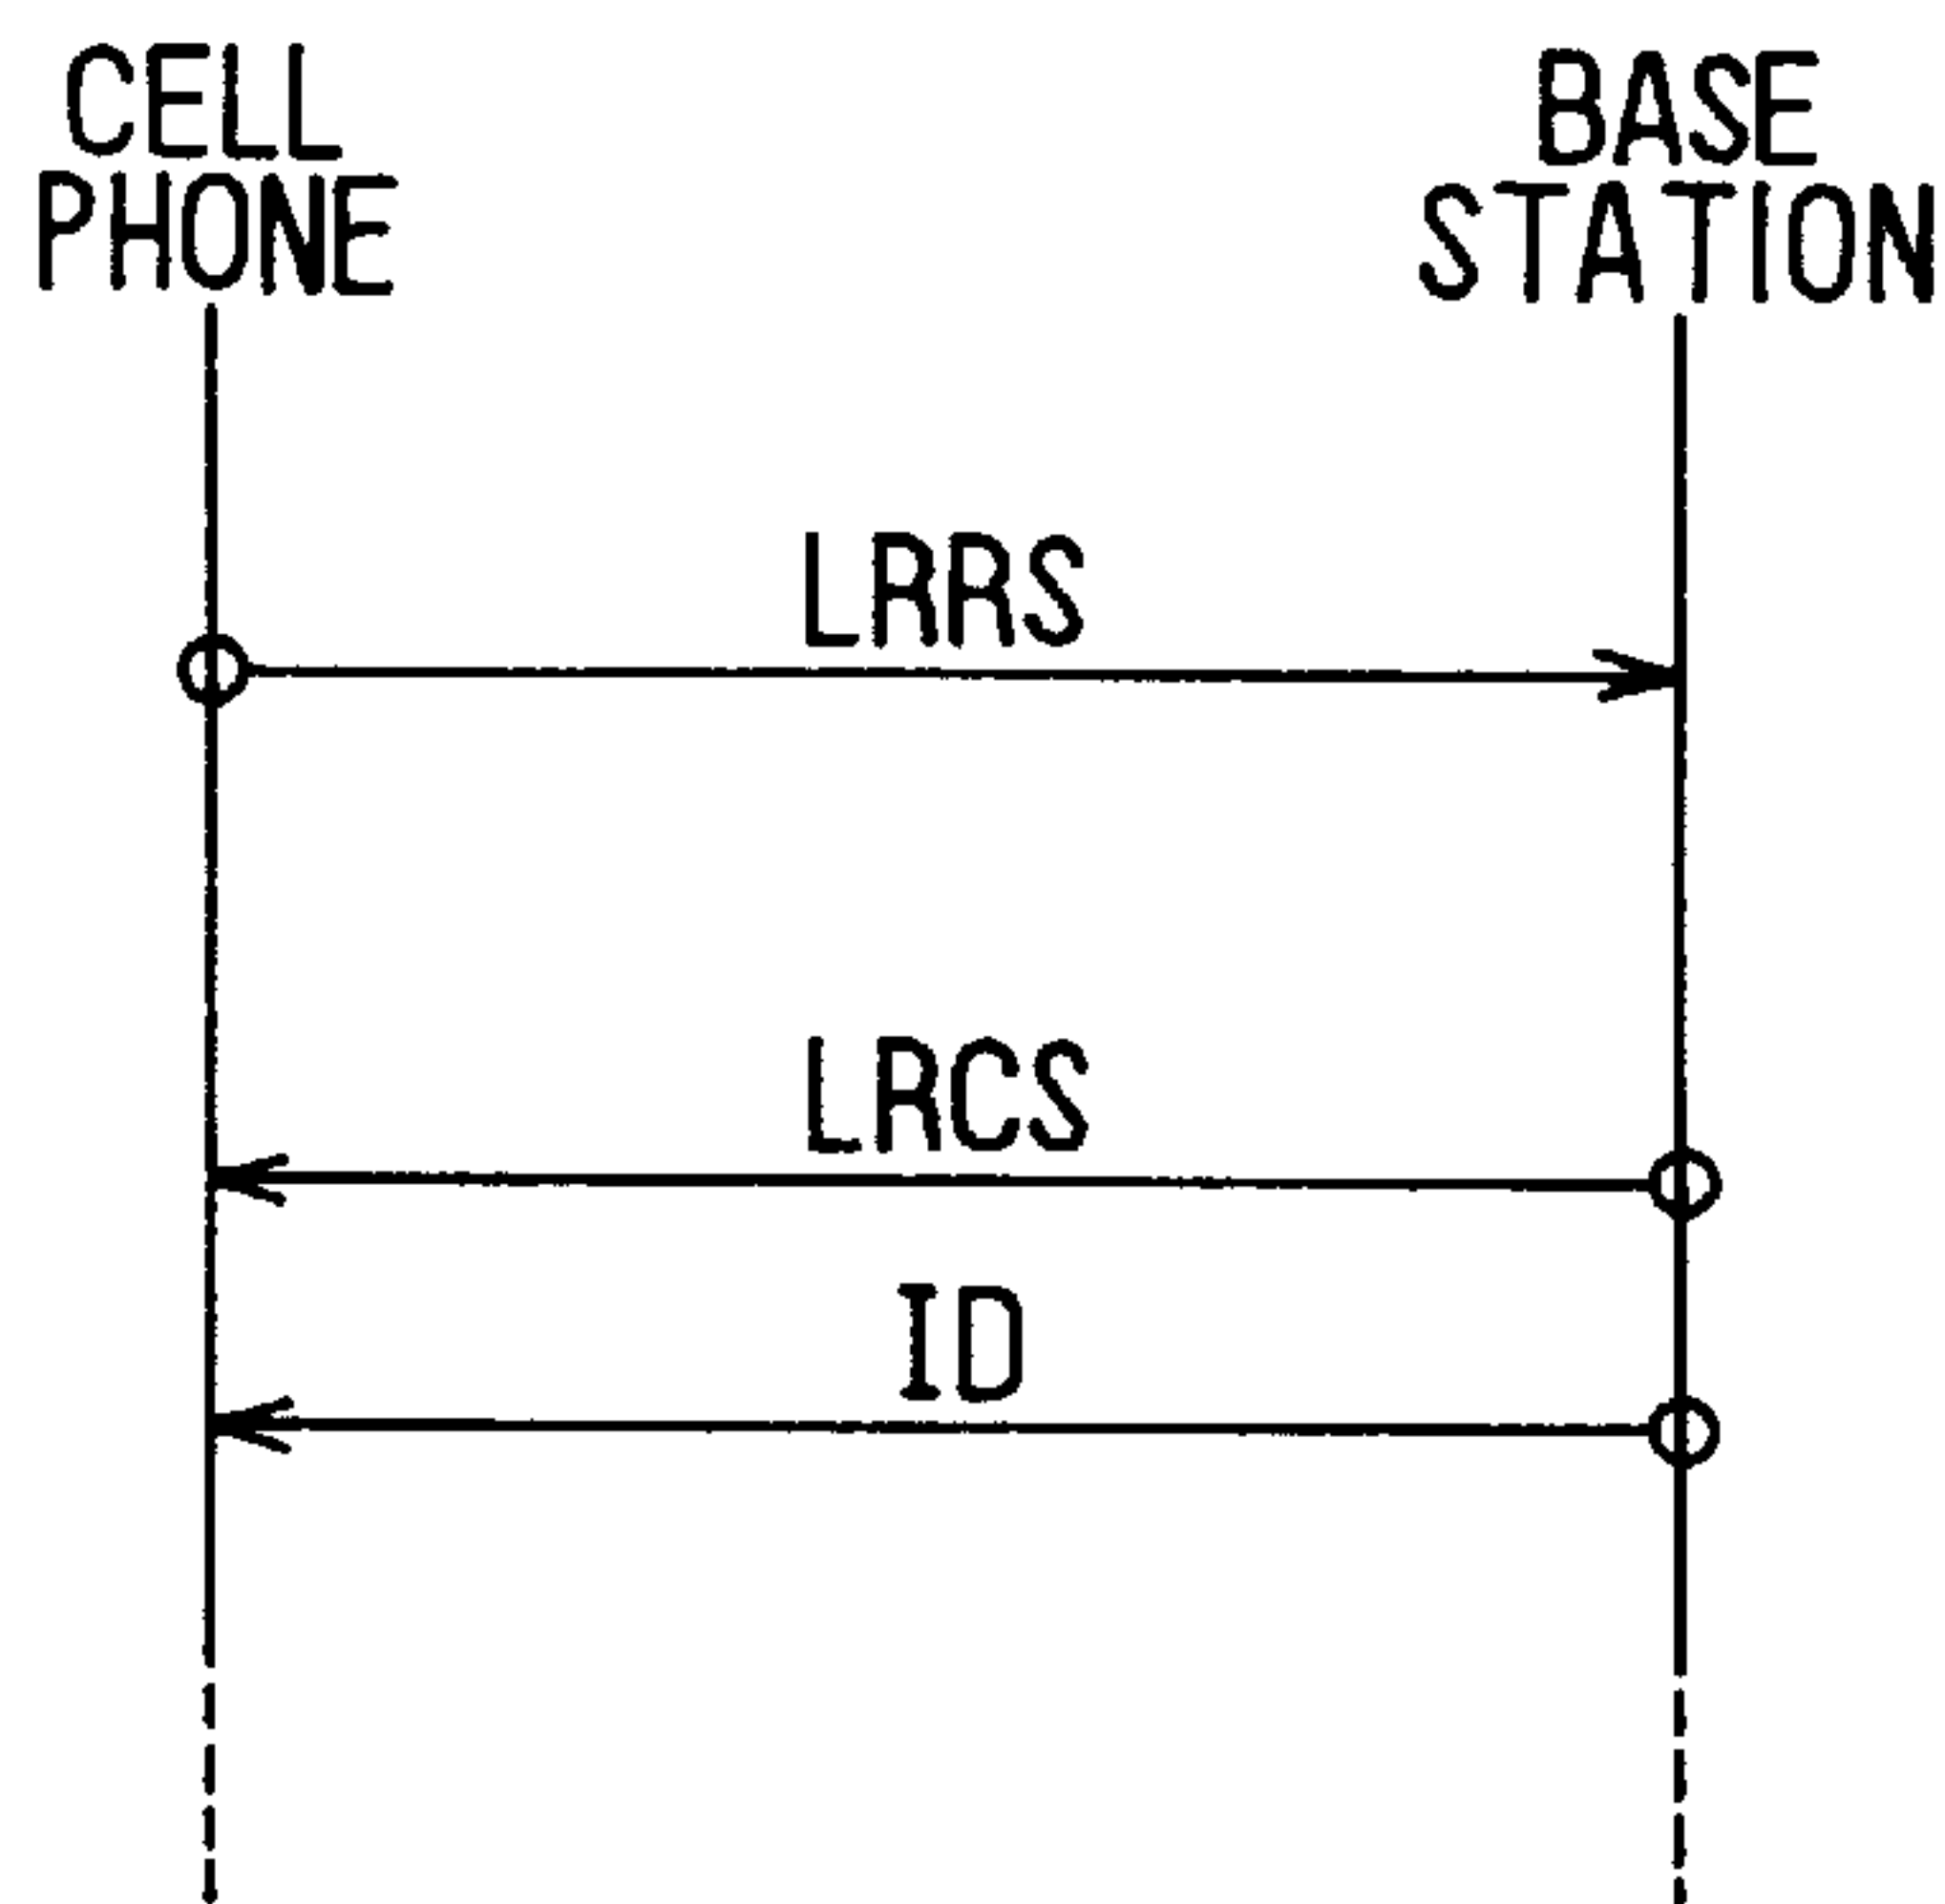 CELL
PHONE
BASE
STATION
LRRS
LRCS
ID